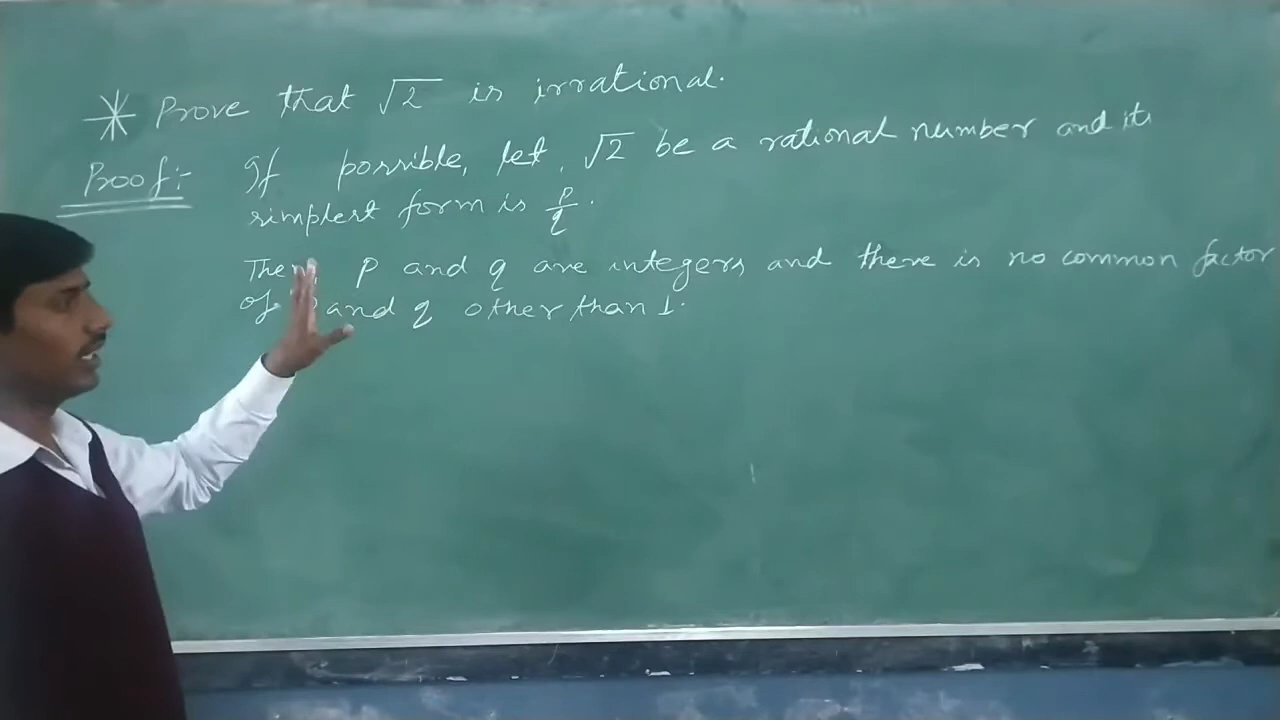 * Prove that √2 is irrational.
Proof:- If possible, let, √2 be a rational number and its
simplest form is p/q.
Then p and q are integers and there is no common factor
of and q other than 1.